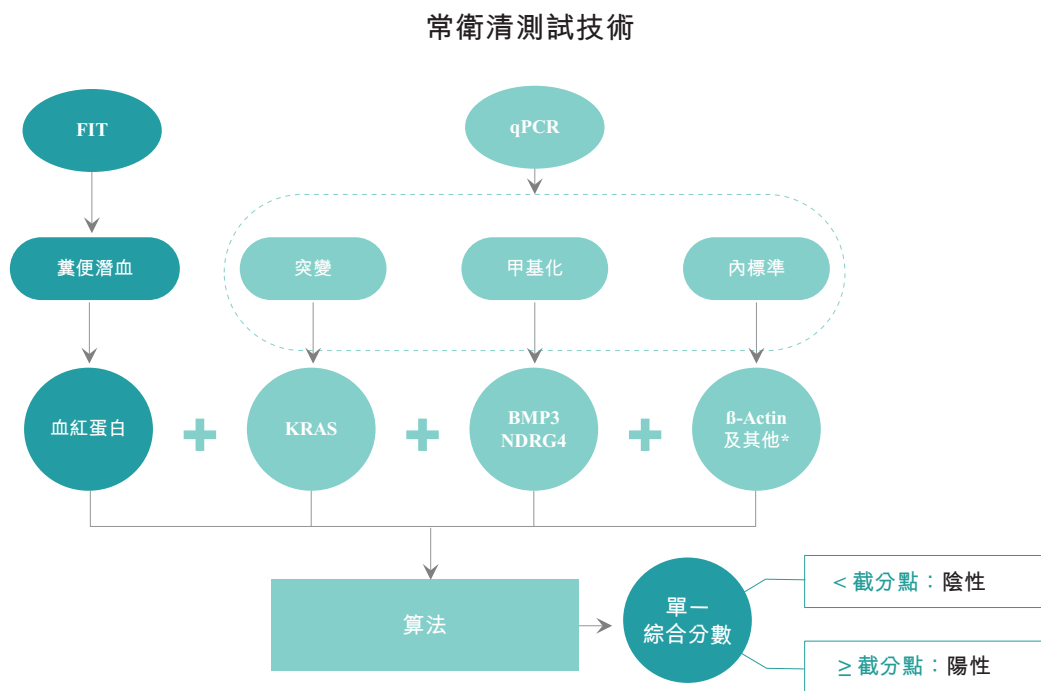 常衛清測試技術
FIT
qPCR
糞便潛血
突變
甲基化
內標準
血紅蛋白
KRAS
BMP3
NDRG4
ß-Actin
及其他*
算法
單一
綜合分數
< 截分點：陰性
≥ 截分點：陽性